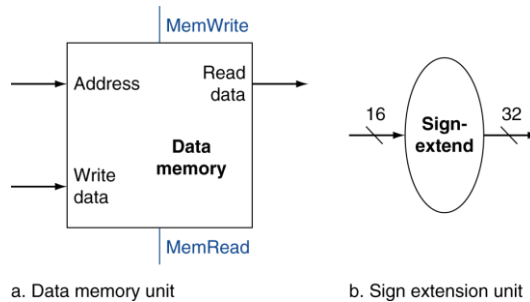 MemWrite
Address
Read
data
Data
memory
Write
data
MemRead
a. Data memory unit
16
Sign-
extend
32
b. Sign extension unit